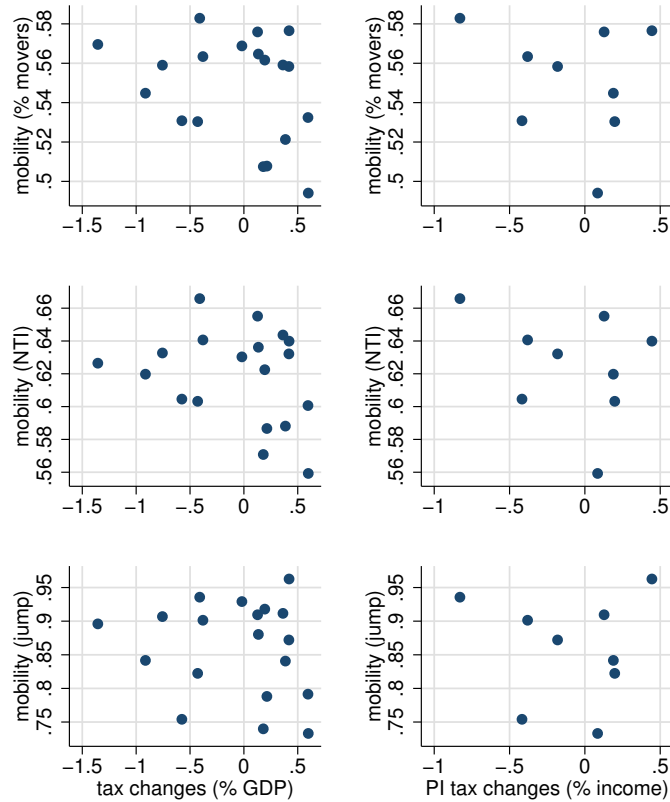 mobility (% movers)
.5 .52 .54 .56 .58
−1.5 −1 −.5 0 .5
mobility (% movers)
.5 .52 .54 .56 .58
−1 −.5 0 .5
mobility (NTI)
.56 .58 .6 .62 .64 .66
−1.5 −1 −.5 0 .5
mobility (NTI)
.56 .58 .6 .62 .64 .66
−1 −.5 0 .5
mobility (jump)
.75 .8 .85 .9 .95
−1.5 −1 −.5 0 .5
tax changes (% GDP)
mobility (jump)
.75 .8 .85 .9 .95
−1 −.5 0 .5
PI tax changes (% income)